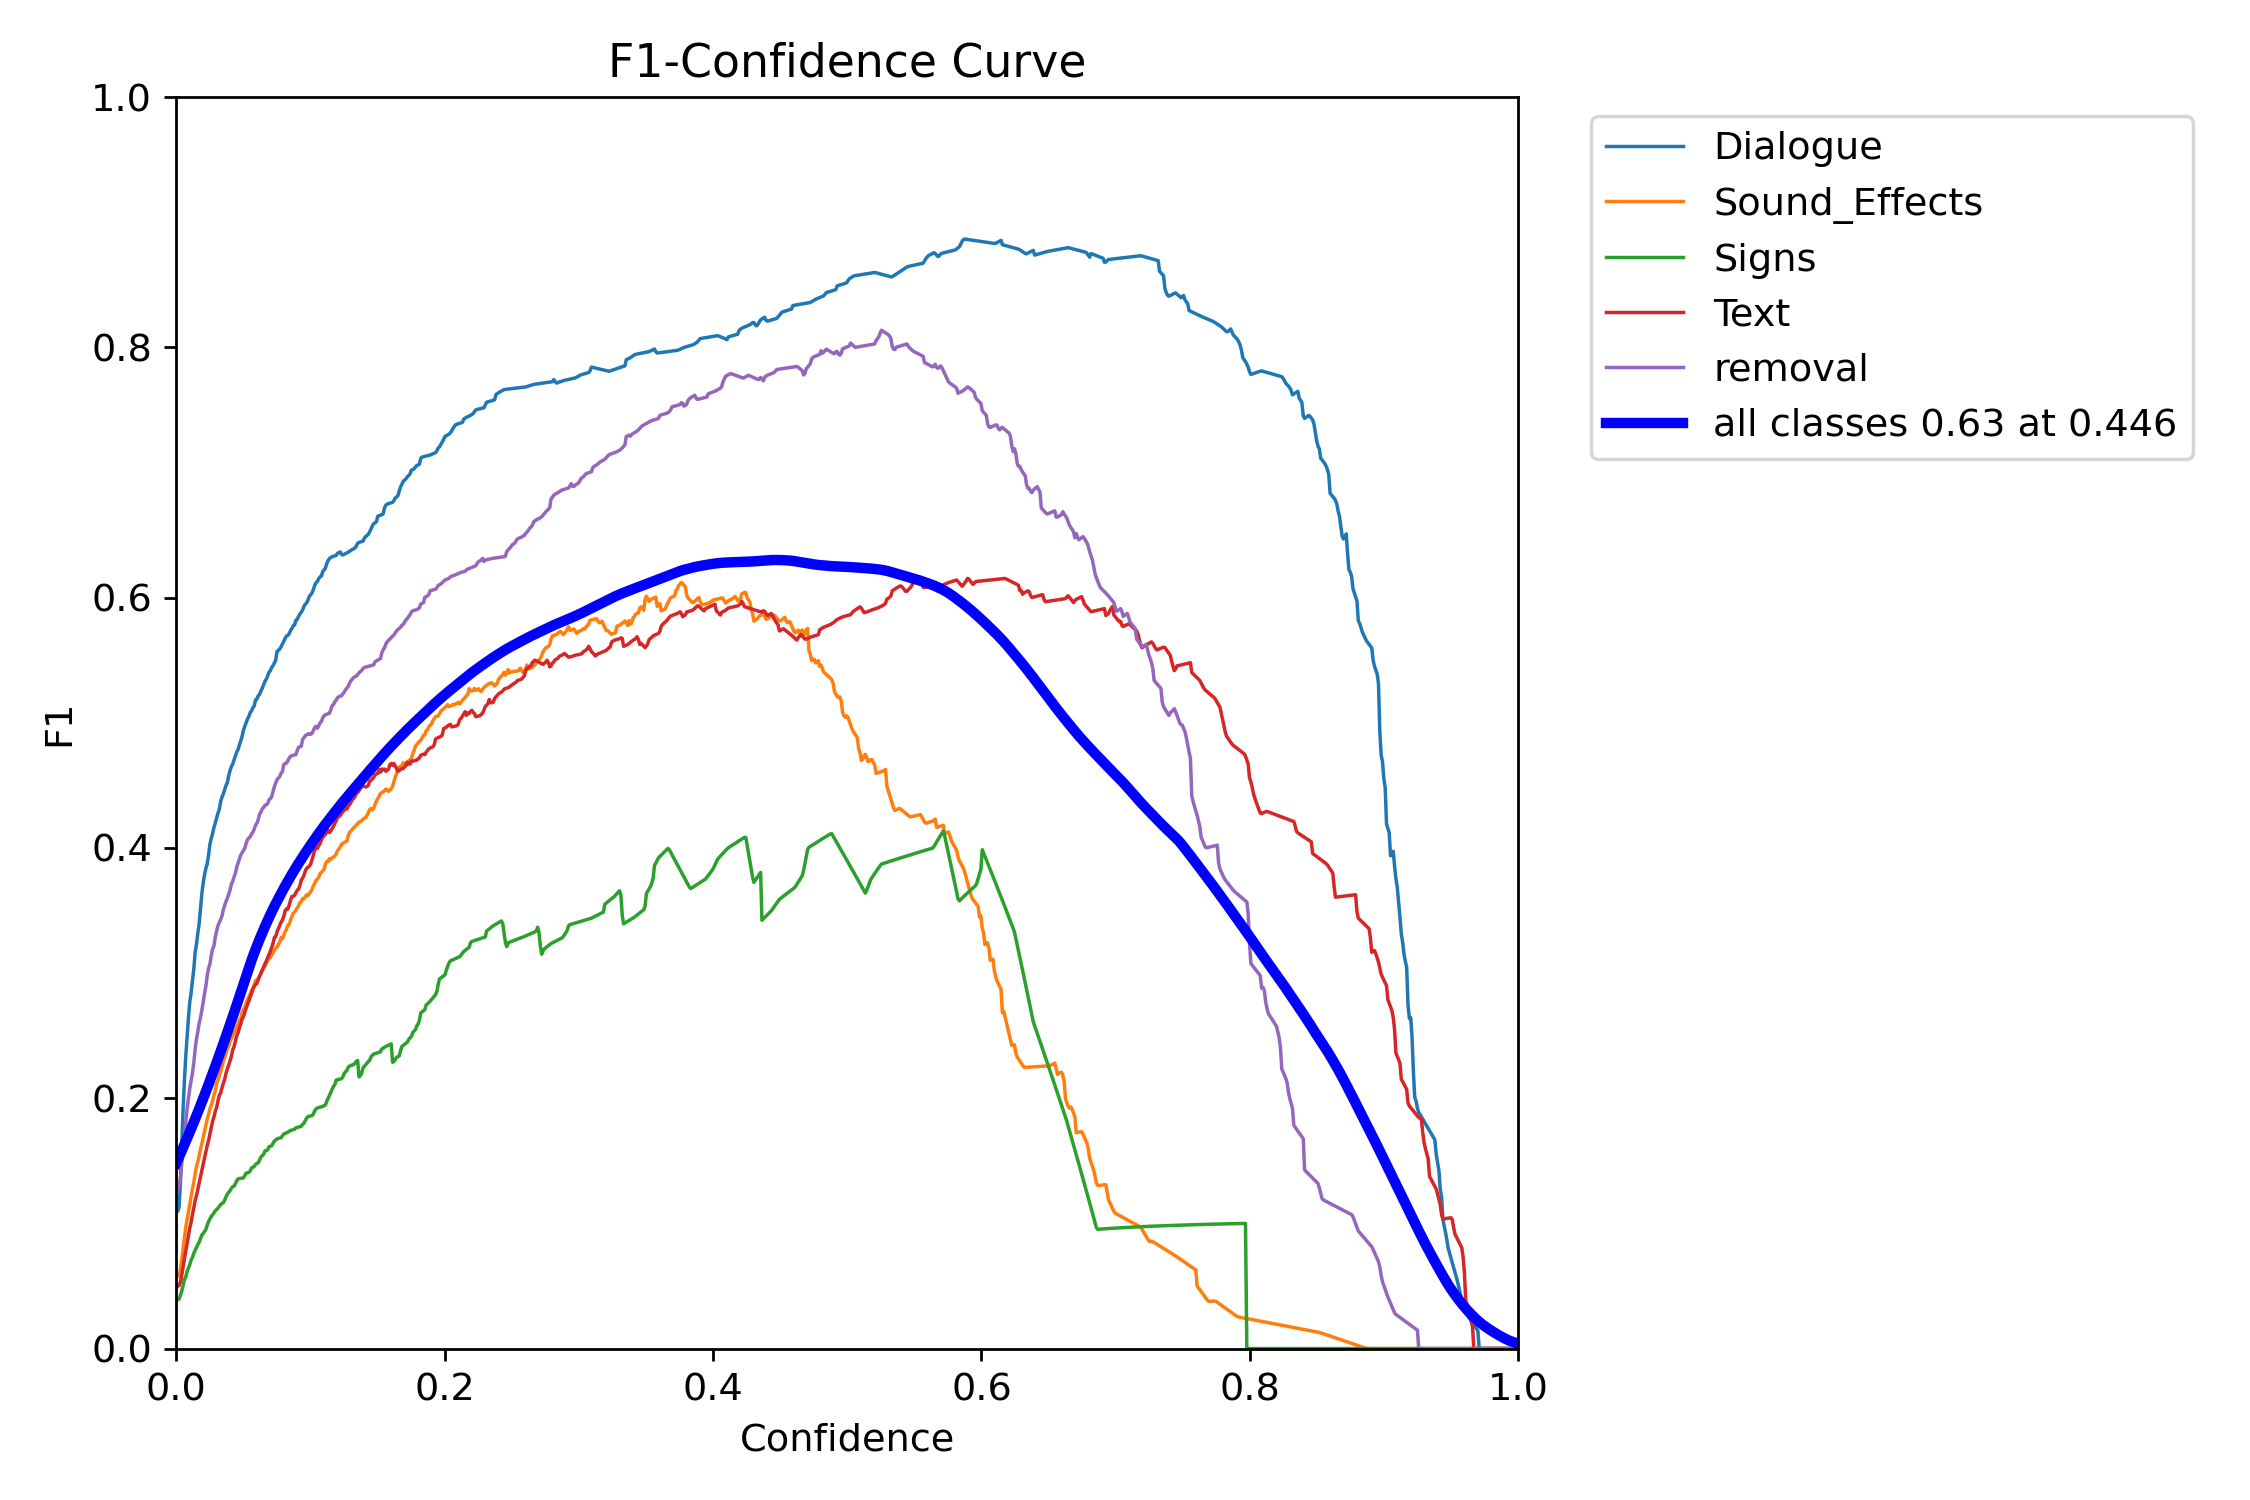 F1-Confidence Curve
1.0
0.8
0.6
0.4
0.2
0.0
F1
0.0 0.2 0.4 0.6 0.8 1.0
Confidence
Dialogue
Sound_Effects
Signs
Text
removal
all classes 0.63 at 0.446